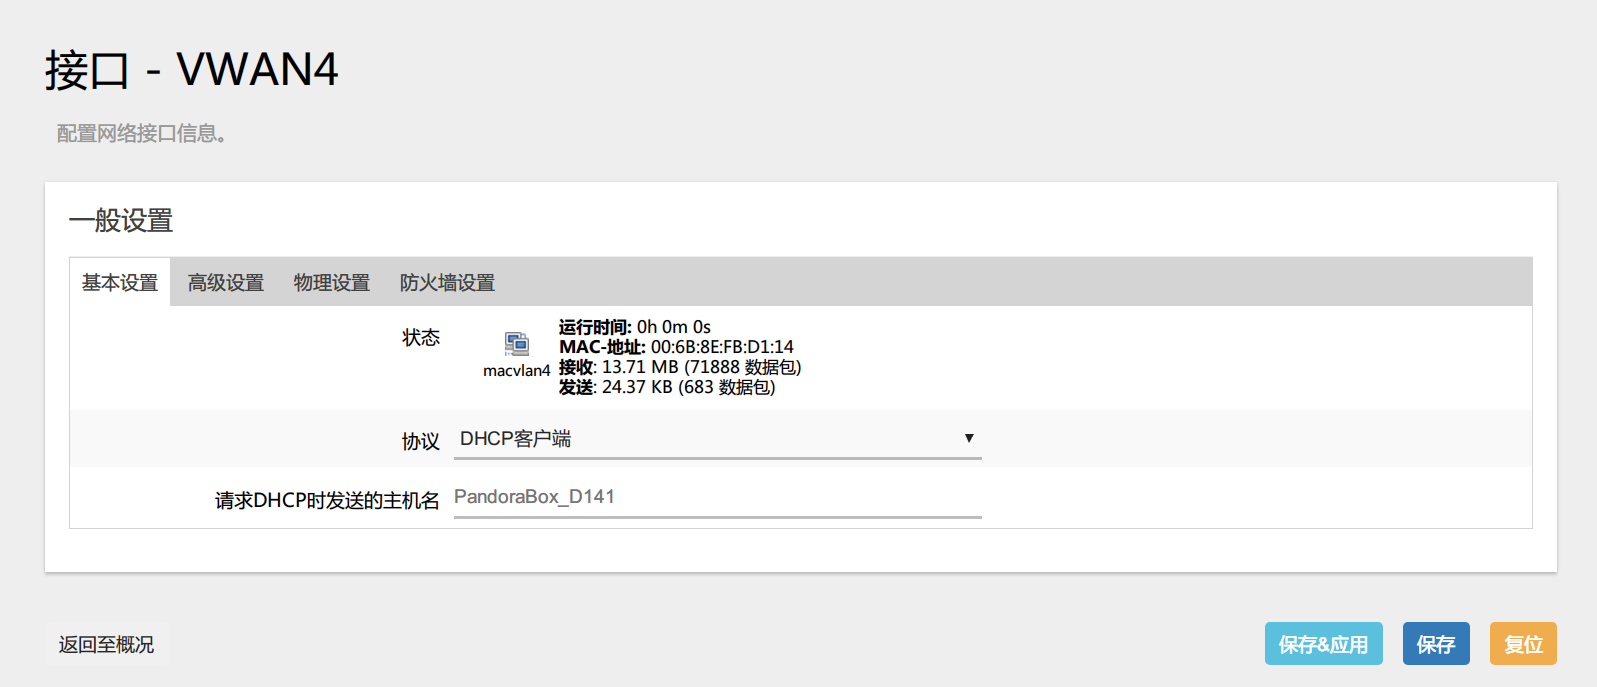 接口 - VWAN4
配置网络接口信息。
一般设置
基本设置 高级设置 物理设置 防火墙设置
状态
macvlan4
运行时间: 0h 0m 0s
MAC-地址: 00:6B:8E:FB:D1:14
接收: 13.71 MB (71888 数据包)
发送: 24.37 KB (683 数据包)
协议 DHCP客户端 ▼
请求DHCP时发送的主机名 PandoraBox_D141
返回至概况 保存&应用 保存 复位